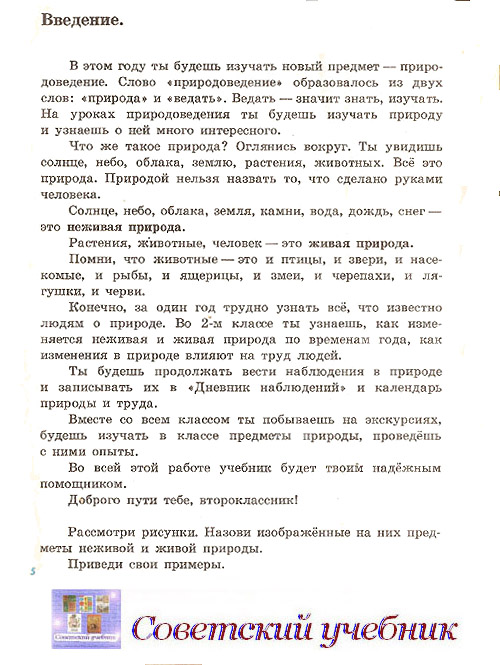 Введение.
В этом году ты будешь изучать новый предмет — приро-
доведение. Слово «природоведение» образовалось из двух
слов: «природа» и «ведать». Ведать — значит знать, изучать.
На уроках природоведения ты будешь изучать природу
и узнаешь о ней много интересного.
Что же такое природа? Оглянись вокруг. Ты увидишь
солнце, небо, облака, землю, растения, животных. Всё это
природа. Природой нельзя назвать то, что сделано руками
человека.
Солнце, небо, облака, земля, камни, вода, дождь, снег —
это неживая природа.
Растения, животные, человек — это живая природа.
Помни, что животные — это и птицы, и звери, и насе-
комые, и рыбы, и ящерицы, и змеи, и черепахи, и ля-
гушки, и черви.
Конечно, за один год трудно узнать всё, что известно
людям о природе. Во 2-м классе ты узнаешь, как изме-
няется неживая и живая природа по временам года, как
изменения в природе влияют на труд людей.
Ты будешь продолжать вести наблюдения в природе
и записывать их в «Дневник наблюдений» и календарь
природы и труда.
Вместе со всем классом ты побываешь на экскурсиях,
будешь изучать в классе предметы природы, проведёшь
с ними опыты.
Во всей этой работе учебник будет твоим надёжным
помощником.
Доброго пути тебе, второклассник!
Рассмотри рисунки. Назови изображённые на них пред-
меты неживой и живой природы.
Приведи свои примеры.
5
Советский учебник
Советский учебник